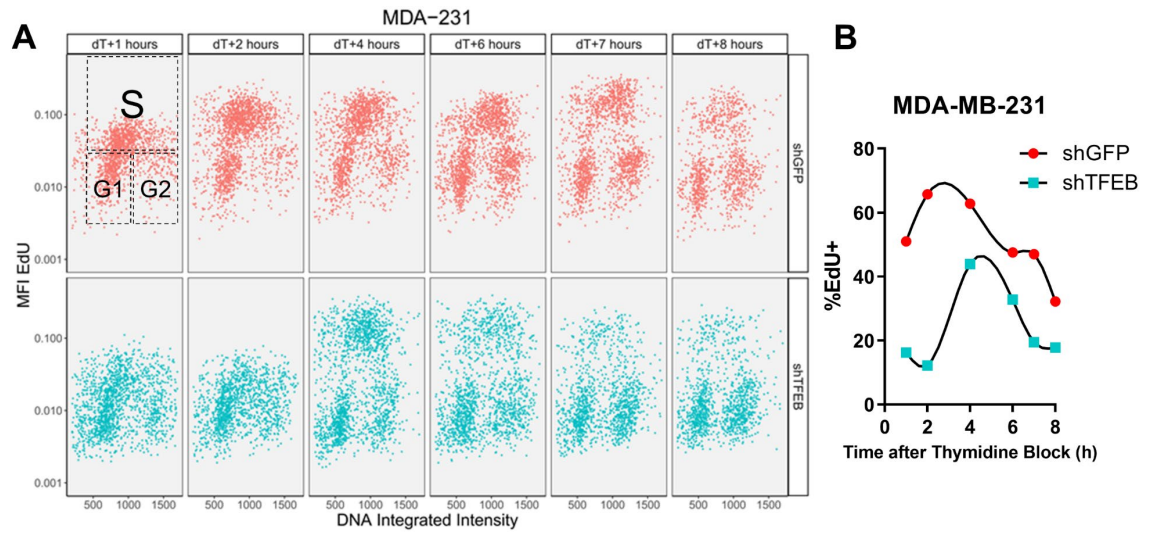 A
MDA−231
dT+1 hours
dT+2 hours
dT+4 hours
dT+6 hours
dT+7 hours
dT+8 hours
MFI EdU
0.100
0.010
0.001
S
G1
G2
shGFP
0.100
0.010
0.001
shTFEB
500 1000 1500
500 1000 1500
500 1000 1500
500 1000 1500
500 1000 1500
500 1000 1500
DNA Integrated Intensity
B
MDA-MB-231
shGFP
shTFEB
%EdU+
80
60
40
20
0
0 2 4 6 8
Time after Thymidine Block (h)